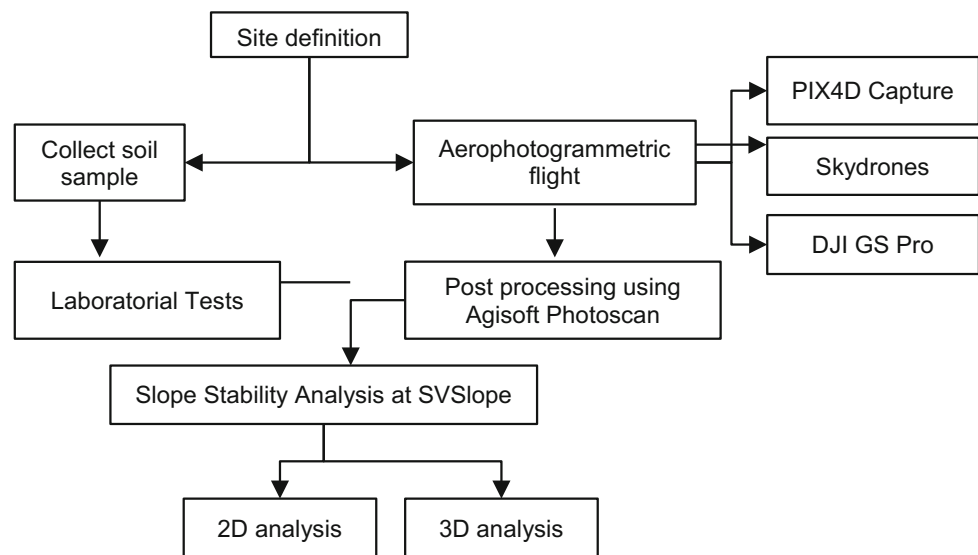 Site definition
PIX4D Capture
Collect soil
sample
Aerophotogrammetric
flight
Skydrones
DJI GS Pro
Laboratorial Tests
Post processing using
Agisoft Photoscan
Slope Stability Analysis at SVSlope
2D analysis
3D analysis